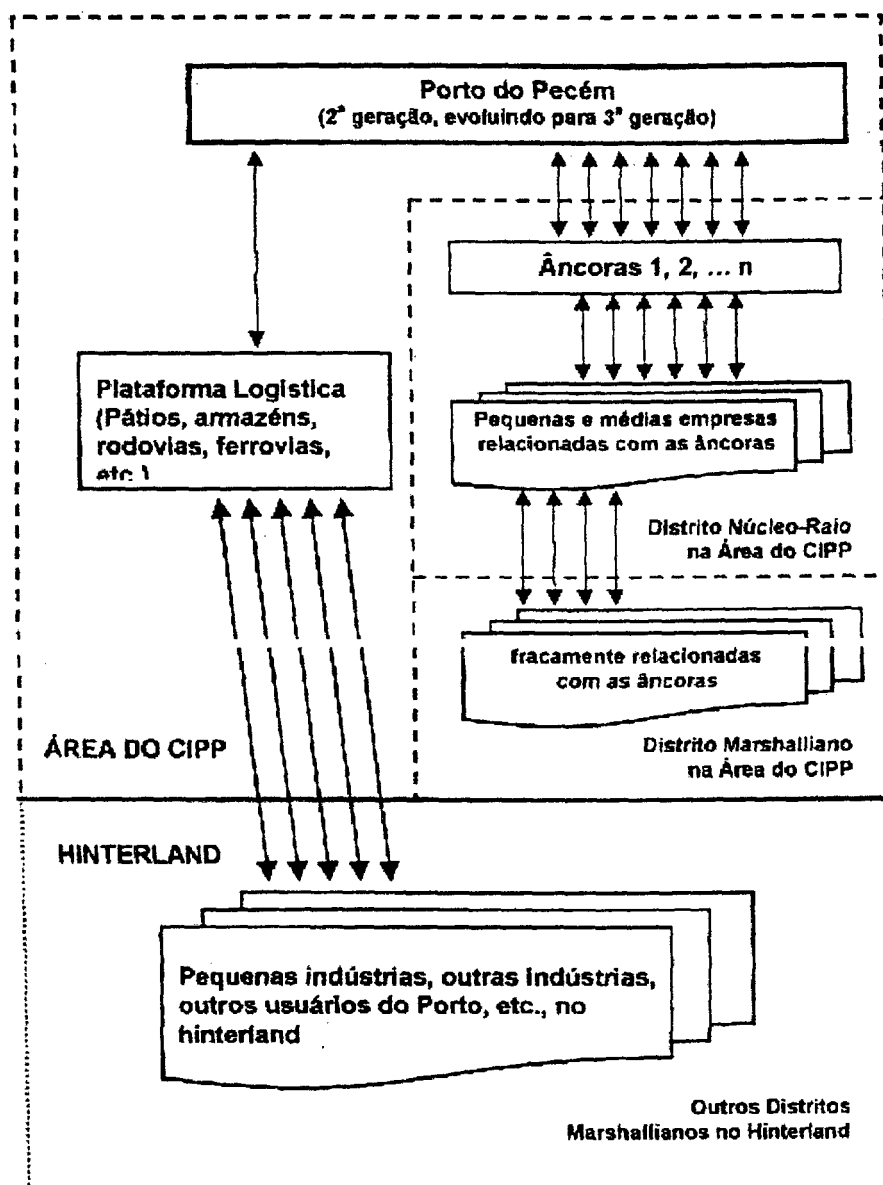 Porto do Pecém
(2ª geração, evoluindo para 3ª geração)
Âncoras 1, 2, ... n
Plataforma Logistica
(Pátios, armazéns,
rodovias, ferrovias,
etc.)
Pequenas e médias empresas
relacionadas com as âncoras
Distrito Núcleo-Raio
na Área do CIPP
fracamente relacionadas
com as âncoras
Distrito Marshalliano
na Área do CIPP
ÁREA DO CIPP
HINTERLAND
Pequenas indústrias, outras indústrias,
outros usuários do Porto, etc., no
hinterland
Outros Distritos
Marshallianos no Hinterland